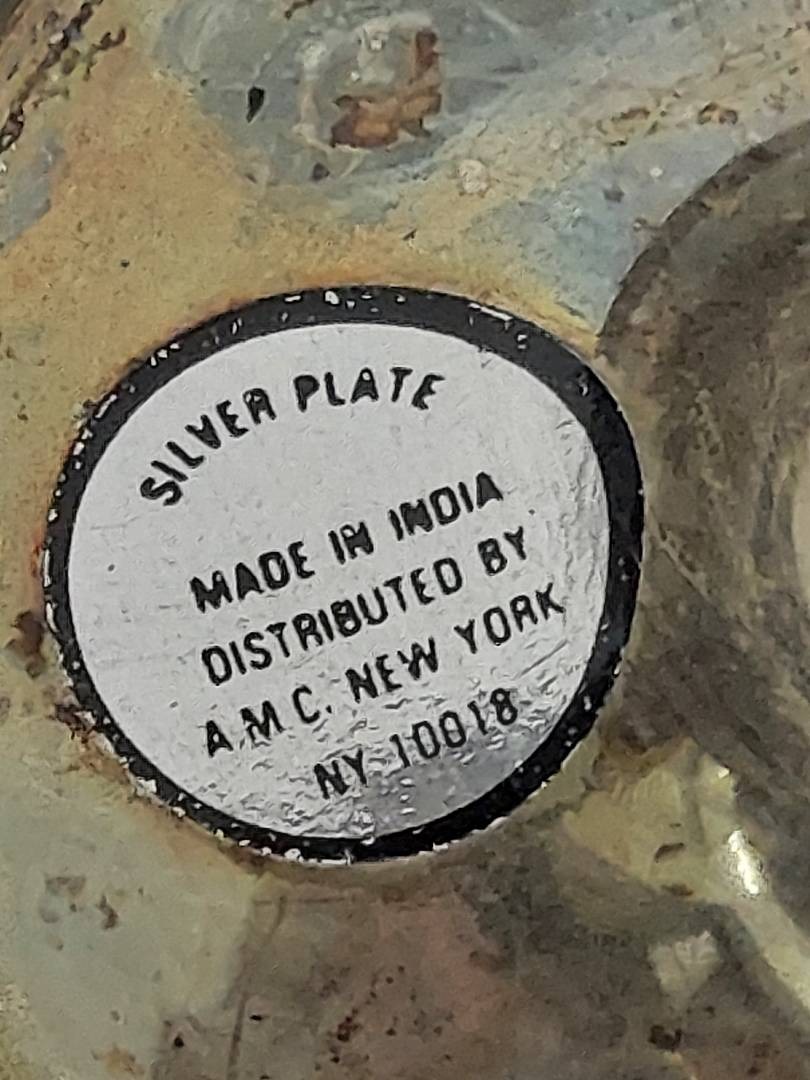 SILVER PLATE
MADE IN INDIA
DISTRIBUTED BY
A.M.C. NEW YORK
NY 10018